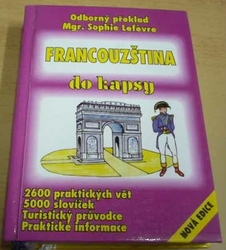 Odborný překlad
Mgr. Sophie Lefèvre
FRANCOUZŠTINA
do kapsy
2600 praktických vět
5000 slovíček
Turistický průvodce
Praktické informace
NOVÁ EDICE